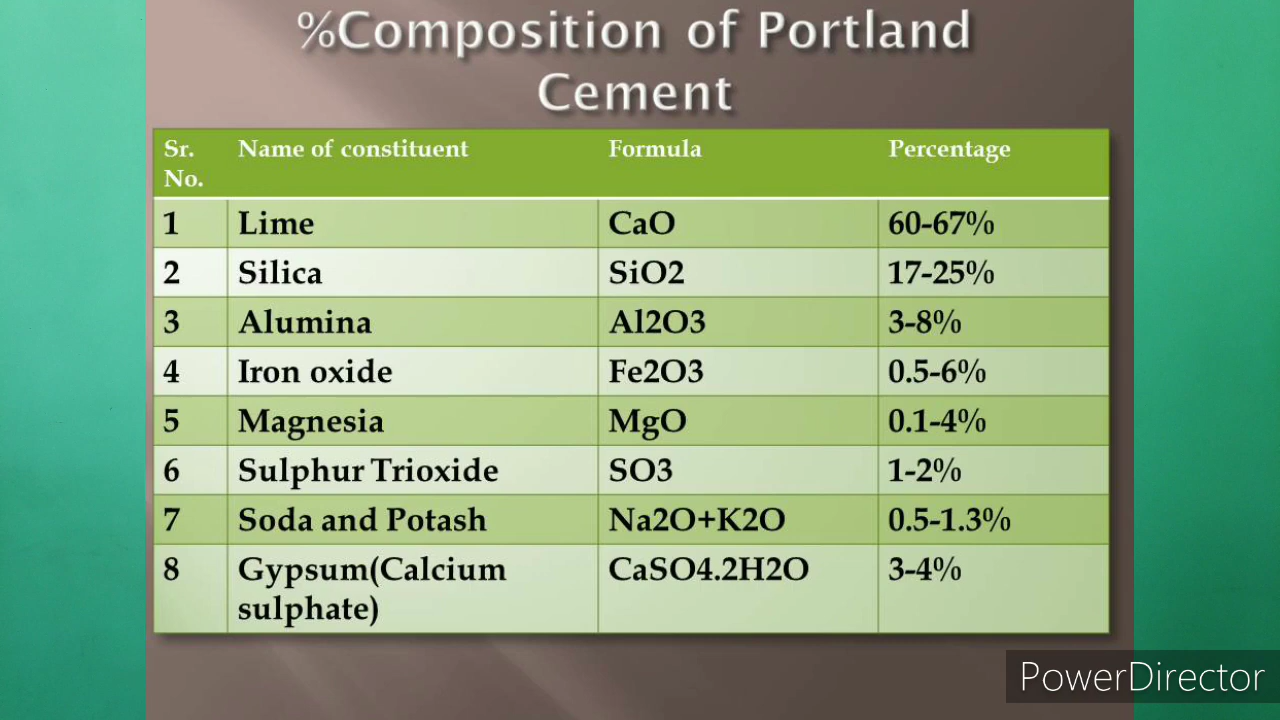 %Composition of Portland
Cement
Sr. No. Name of constituent Formula Percentage
1 Lime CaO 60-67%
2 Silica SiO2 17-25%
3 Alumina Al2O3 3-8%
4 Iron oxide Fe2O3 0.5-6%
5 Magnesia MgO 0.1-4%
6 Sulphur Trioxide SO3 1-2%
7 Soda and Potash Na2O+K2O 0.5-1.3%
8 Gypsum(Calcium sulphate) CaSO4.2H2O 3-4%
PowerDirector